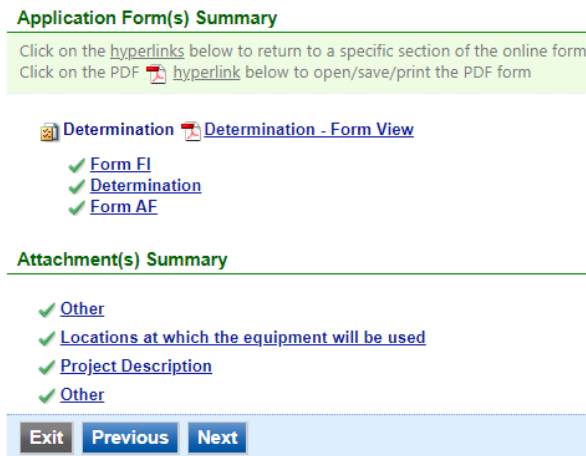 Application Form(s) Summary
Click on the hyperlinks below to return to a specific section of the online form
Click on the PDF hyperlink below to open/save/print the PDF form
Determination Determination - Form View
Form FI
Determination
Form AF
Attachment(s) Summary
Other
Locations at which the equipment will be used
Project Description
Other
Exit Previous Next